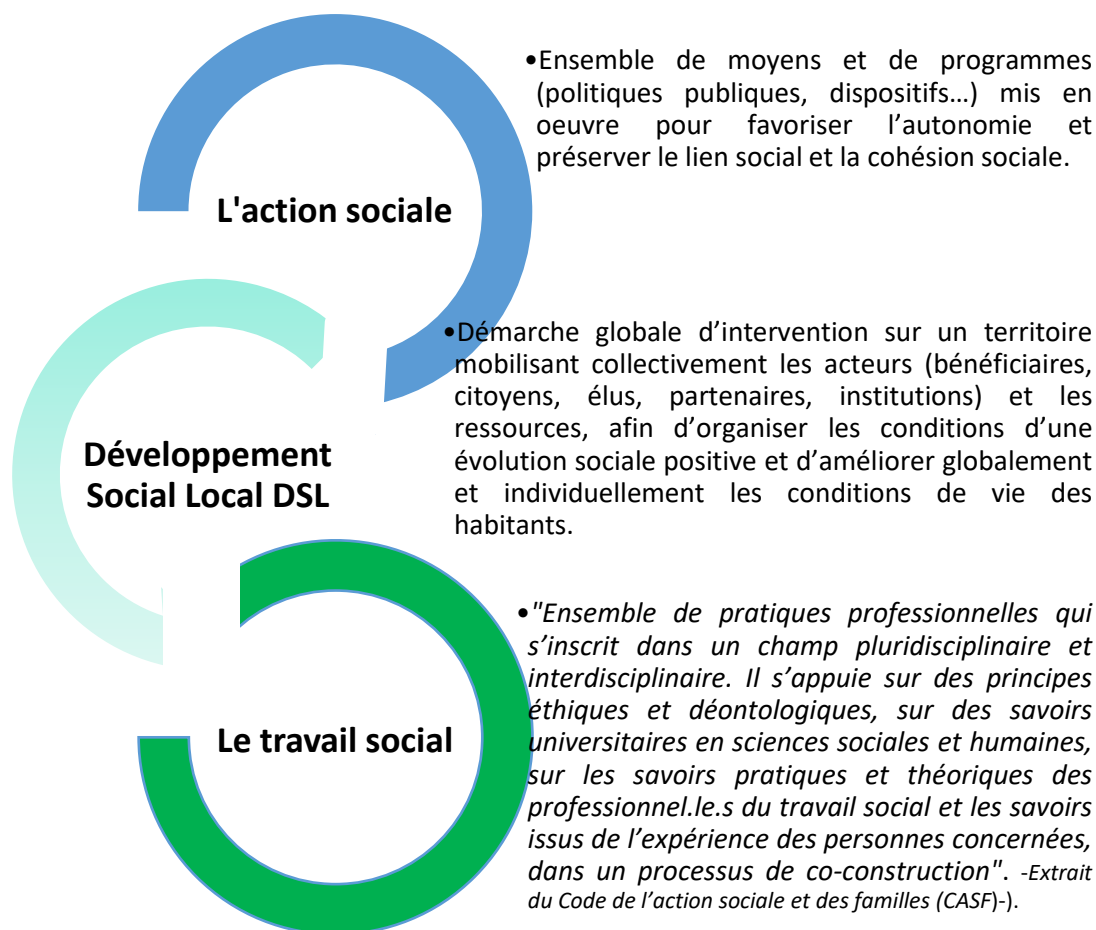 •Ensemble de moyens et de programmes
(politiques publiques, dispositifs…) mis en
oeuvre pour favoriser l’autonomie et
préserver le lien social et la cohésion sociale.
L'action sociale
•Démarche globale d’intervention sur un territoire
mobilisant collectivement les acteurs (bénéficiaires,
citoyens, élus, partenaires, institutions) et les
ressources, afin d’organiser les conditions d’une
évolution sociale positive et d’améliorer globalement
et individuellement les conditions de vie des
habitants.
Développement
Social Local DSL
•"Ensemble de pratiques professionnelles qui
s’inscrit dans un champ pluridisciplinaire et
interdisciplinaire. Il s’appuie sur des principes
éthiques et déontologiques, sur des savoirs
universitaires en sciences sociales et humaines,
sur les savoirs pratiques et théoriques des
professionnel.le.s du travail social et les savoirs
issus de l’expérience des personnes concernées,
dans un processus de co-construction". -Extrait
du Code de l’action sociale et des familles (CASF)-).
Le travail social